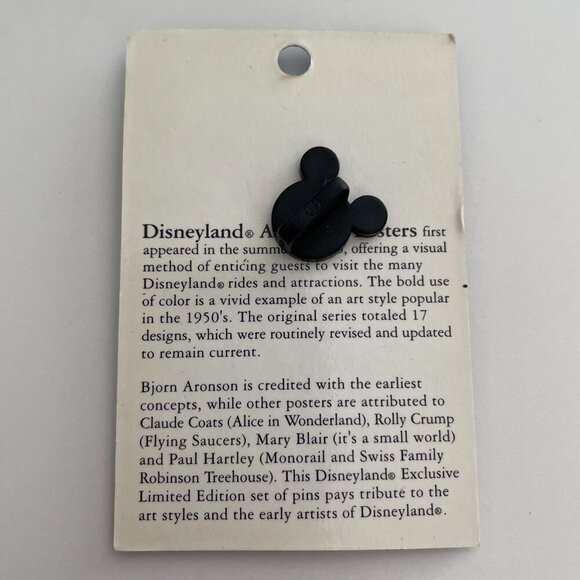 Disneyland® A sters first
appeared in the summe , offering a visual
method of enticing guests to visit the many
Disneyland® rides and attractions. The bold use
of color is a vivid example of an art style popular
in the 1950's. The original series totaled 17
designs, which were routinely revised and updated
to remain current.
Bjorn Aronson is credited with the earliest
concepts, while other posters are attributed to
Claude Coats (Alice in Wonderland), Rolly Crump
(Flying Saucers), Mary Blair (it's a small world)
and Paul Hartley (Monorail and Swiss Family
Robinson Treehouse). This Disneyland® Exclusive
Limited Edition set of pins pays tribute to the
art styles and the early artists of Disneyland®.